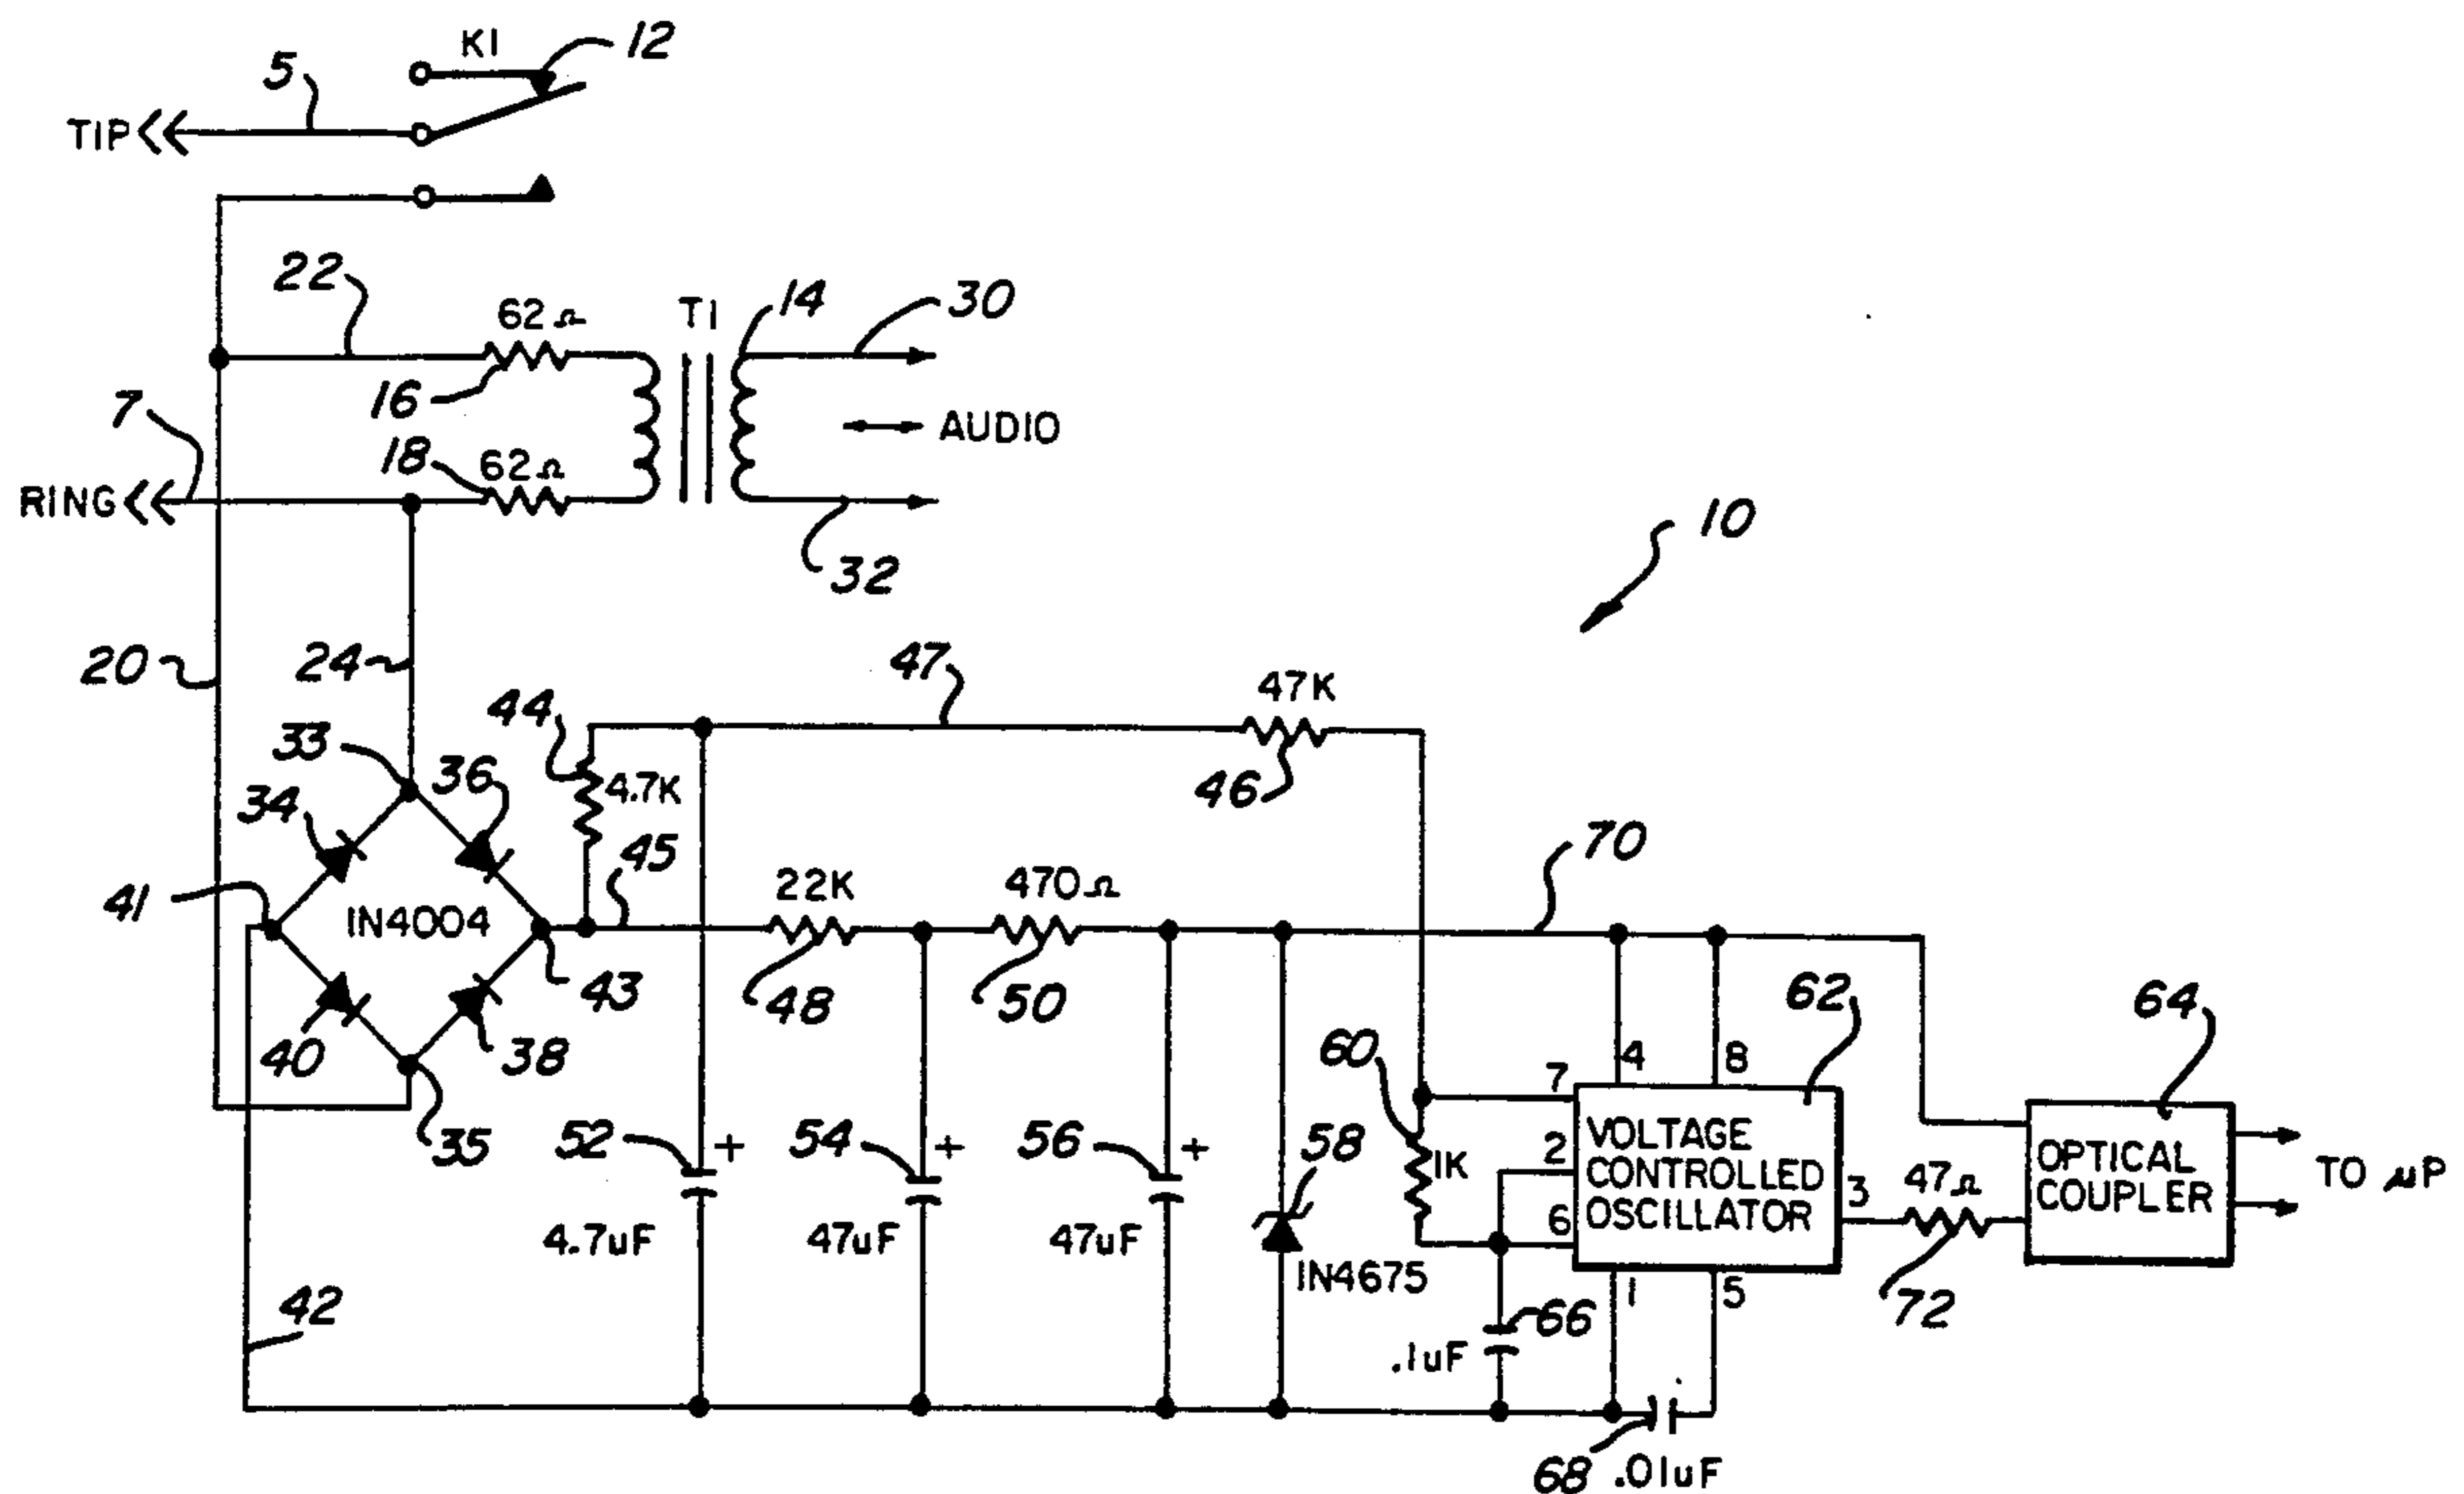 K1
12
5
TIP
22
62Ω
T1
14
30
16
7
AUDIO
18
62Ω
RING
10
32
20
24
47
47K
44
33
36
46
34
4.7K
45
70
22K
470Ω
41
IN4004
43
48
50
62
64
40
38
60
7
4
8
35
52
+
54
+
56
+
58
1K
2
VOLTAGE
CONTROLLED
OSCILLATOR
6
3
47Ω
OPTICAL
COUPLER
TO µP
4.7uF
47uF
47uF
IN4675
42
1
5
72
66
.1uF
68
.01uF